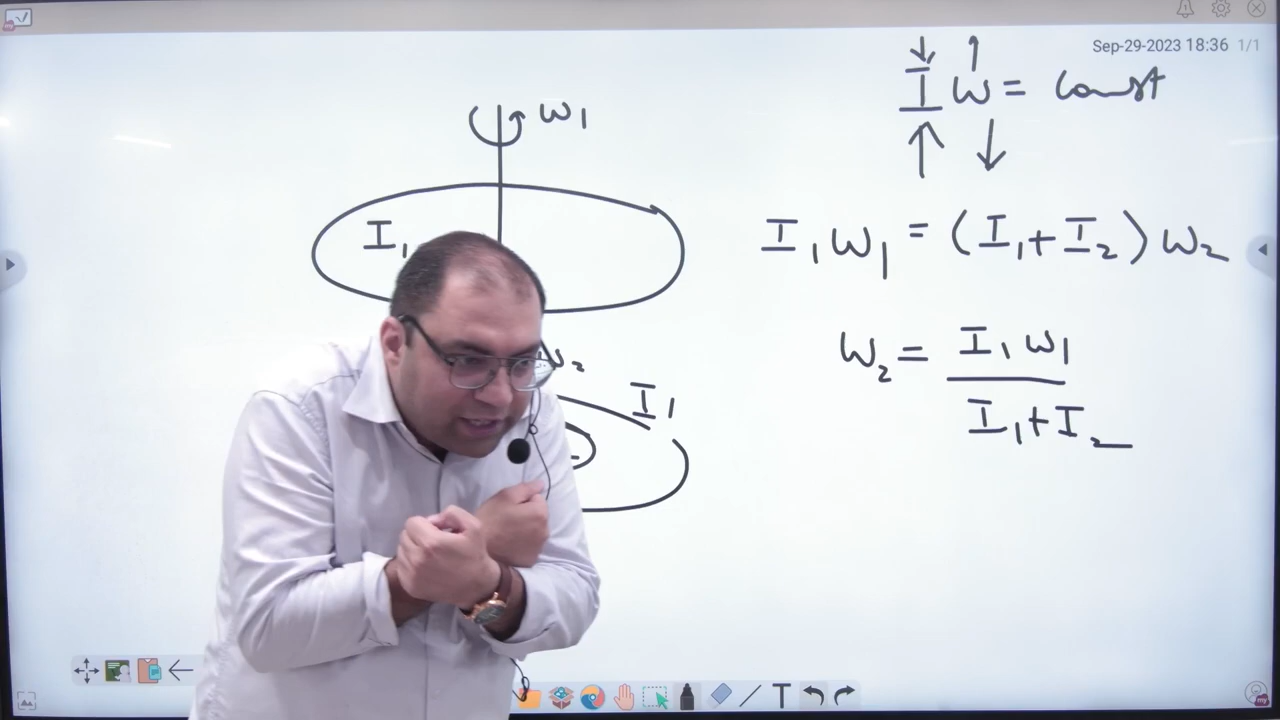 Sep-29-2023 18:36 1/1
I ω = const
ω₁
I₁
I₁ω₁ = (I₁+I₂)ω₂
ω₂ = I₁ω₁
I₁+I₂
ω₂
I₁
T